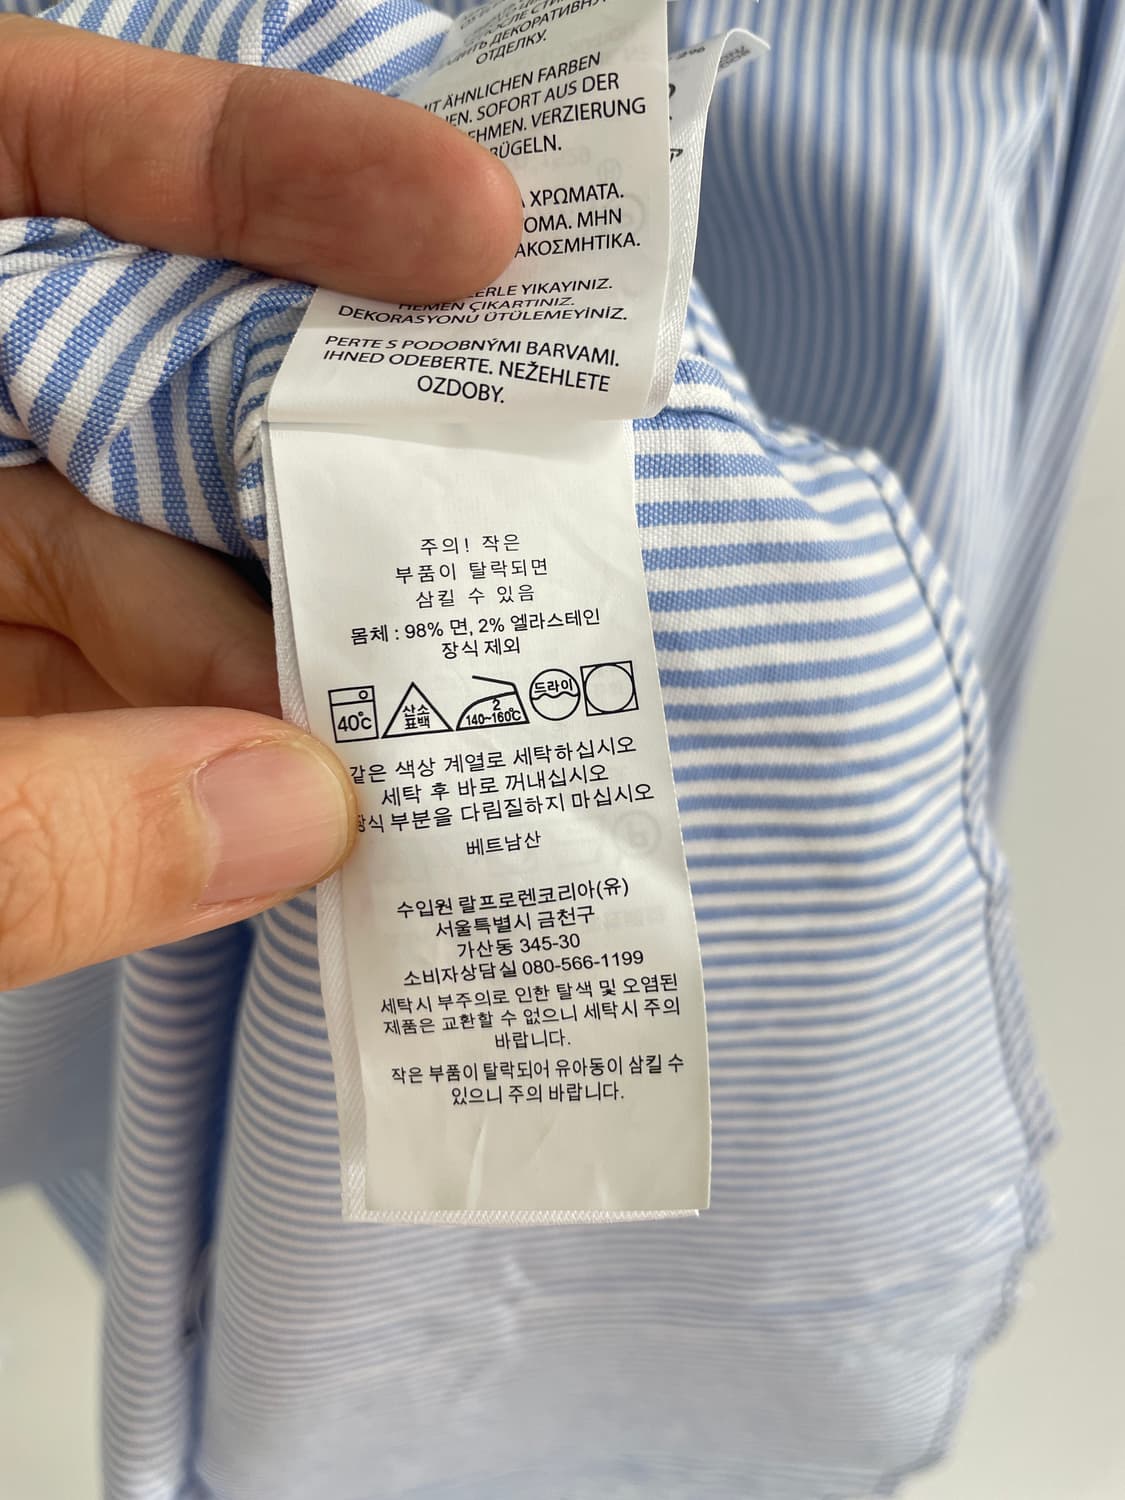 ДЕКОРАТИВН
ОТДЕЛКУ.
ÄHNLICHEN FARBEN
SOFORT AUS DER
VERZIERUNG
ΧΡΩΜΑΤΑ.
ΜΗΝ
YIKAYINIZ.
HEMEN ÇIKARTINIZ.
DEKORASYONU ÜTÜLEMEYİNİZ.
PERTE S PODOBNÝMI BARVAMI.
IHNED ODEBERTE. NEŽEHLETE
OZDOBY.
주의! 작은
부품이 탈락되면
삼킬 수 있음
몸체 : 98% 면, 2% 엘라스테인
장식 제외
40℃ 산소 표백 2 140~160℃ 드라이
같은 색상 계열로 세탁하십시오
세탁 후 바로 꺼내십시오
장식 부분을 다림질하지 마십시오
베트남산
수입원 랄프로렌코리아(유)
서울특별시 금천구
가산동 345-30
소비자상담실 080-566-1199
세탁시 부주의로 인한 탈색 및 오염된
제품은 교환할 수 없으니 세탁시 주의
바랍니다.
작은 부품이 탈락되어 유아동이 삼킬 수
있으니 주의 바랍니다.